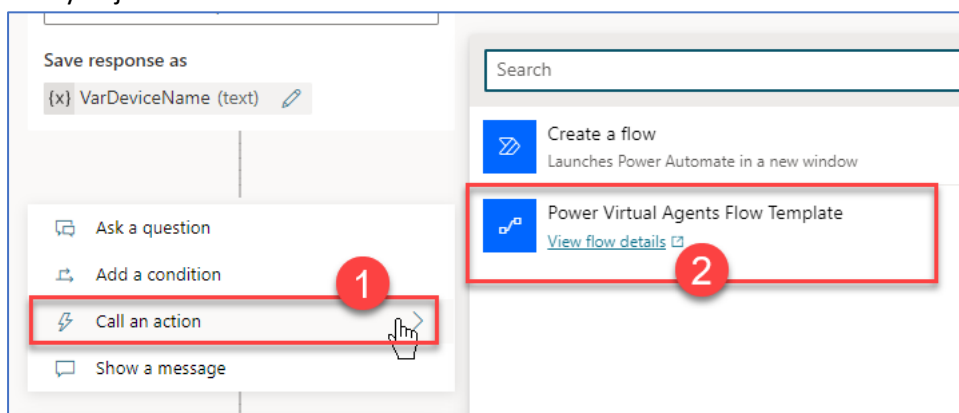 Save response as
{x} VarDeviceName (text)
Ask a question
Add a condition
1
Call an action
Show a message
Search
Create a flow
Launches Power Automate in a new window
Power Virtual Agents Flow Template
View flow details
2